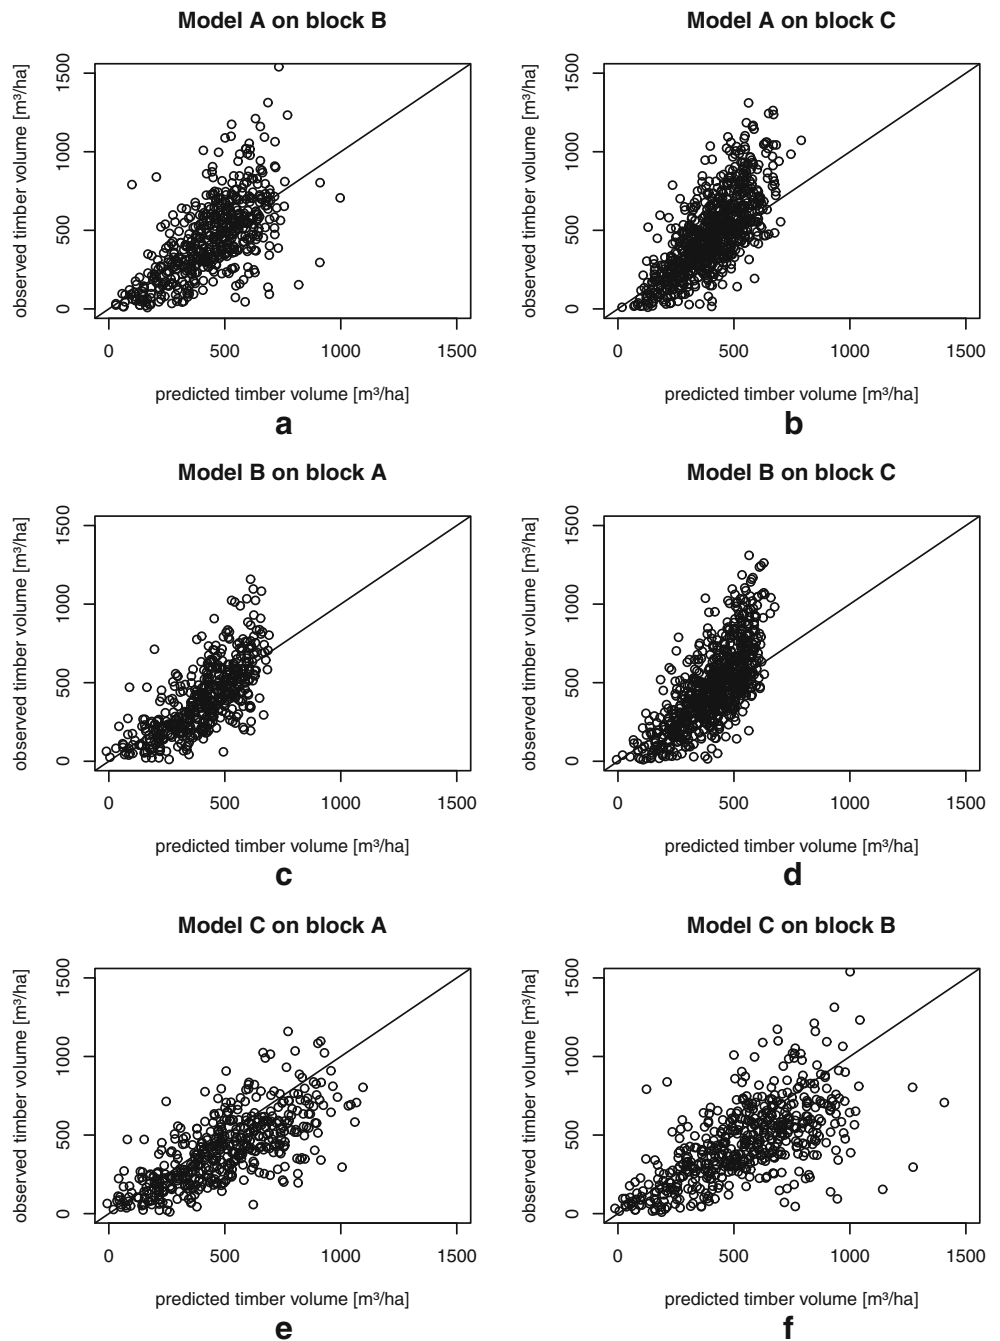 Model A on block B
observed timber volume [m³/ha]
0 500 1000 1500
0 500 1000 1500
predicted timber volume [m³/ha]
a
Model A on block C
observed timber volume [m³/ha]
0 500 1000 1500
0 500 1000 1500
predicted timber volume [m³/ha]
b
Model B on block A
observed timber volume [m³/ha]
0 500 1000 1500
0 500 1000 1500
predicted timber volume [m³/ha]
c
Model B on block C
observed timber volume [m³/ha]
0 500 1000 1500
0 500 1000 1500
predicted timber volume [m³/ha]
d
Model C on block A
observed timber volume [m³/ha]
0 500 1000 1500
0 500 1000 1500
predicted timber volume [m³/ha]
e
Model C on block B
observed timber volume [m³/ha]
0 500 1000 1500
0 500 1000 1500
predicted timber volume [m³/ha]
f